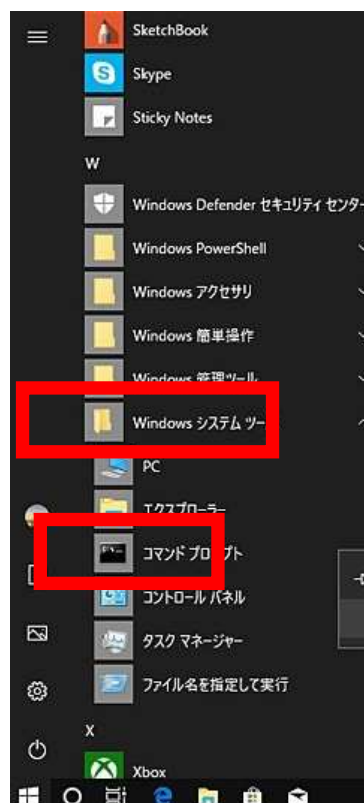 SketchBook
Skype
Sticky Notes
W
Windows Defender セキュリティ センター
Windows PowerShell
Windows アクセサリ
Windows 簡単操作
Windows 管理ツール
Windows システム ツー
PC
エクスプローラー
コマンド プロンプト
コントロール パネル
タスク マネージャー
ファイル名を指定して実行
X
Xbox